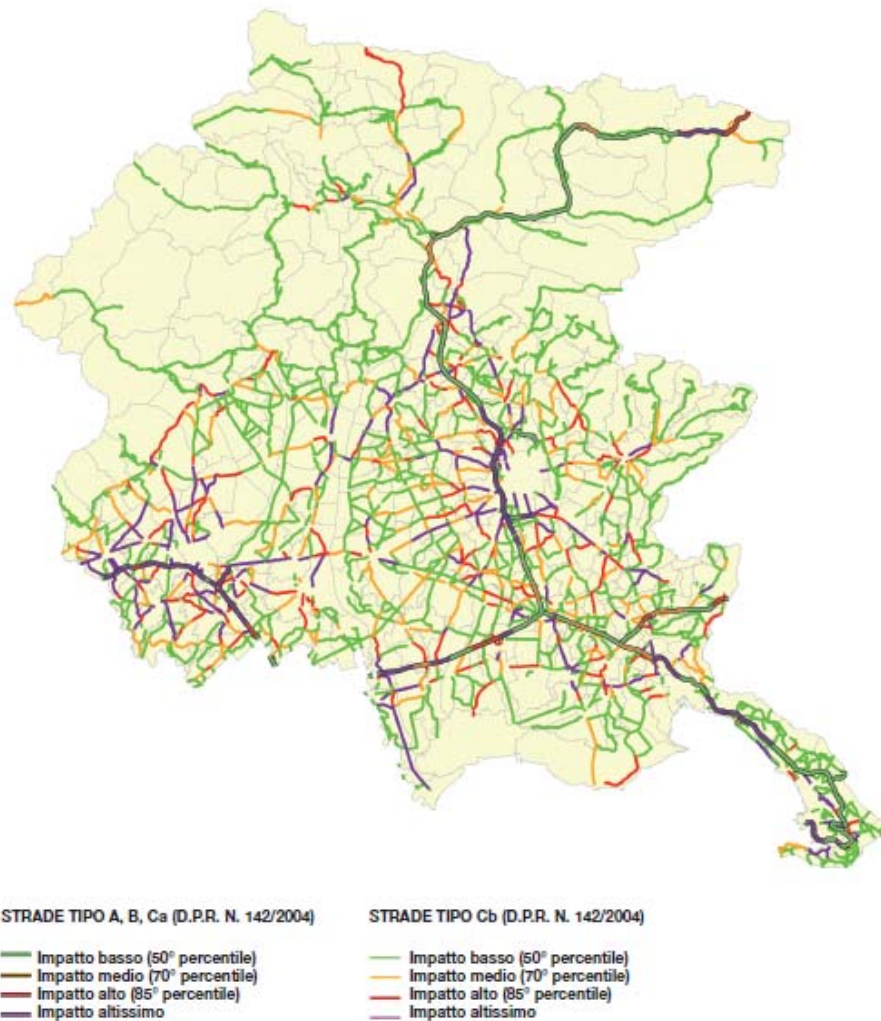 STRADE TIPO A, B, Ca (D.P.R. N. 142/2004)
Impatto basso (50° percentile)
Impatto medio (70° percentile)
Impatto alto (85° percentile)
Impatto altissimo
STRADE TIPO Cb (D.P.R. N. 142/2004)
Impatto basso (50° percentile)
Impatto medio (70° percentile)
Impatto alto (85° percentile)
Impatto altissimo